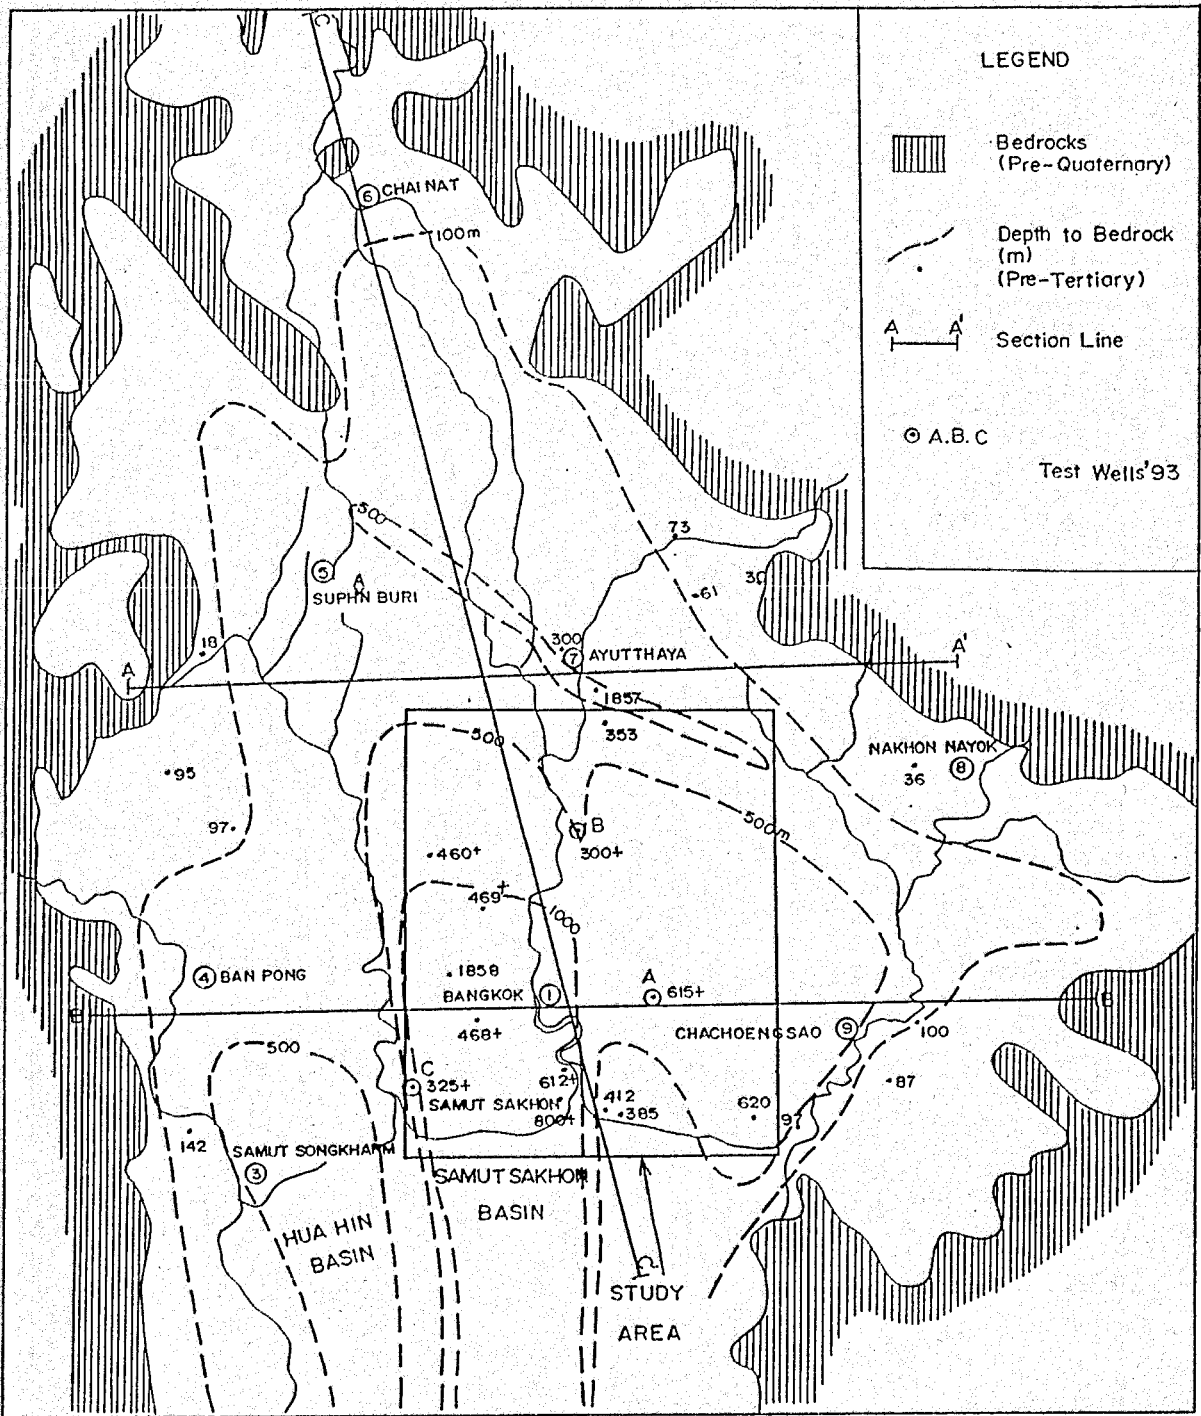 C'
LEGEND
Bedrocks
(Pre-Quaternary)
Depth to Bedrock
(m)
(Pre-Tertiary)
A A'
Section Line
A.B.C
Test Wells'93
6 CHAI NAT
100m
500
73
5
A
SUPHN BURI
61
30
18
300
7 AYUTTHAYA
A
A'
1857
353
500
NAKHON NAYOK
36
8
95
97
500m
B
300+
460+
469+
1000
4 BAN PONG
1858
A
BANGKOK 1
615+
B
B
468+
CHACHOENGSAO 9
100
500
C
325+
612+
87
SAMUT SAKHON
412
385
800+
620
97
142
SAMUT SONGKHARM
3
SAMUT SAKHON
BASIN
HUA HIN
BASIN
C
STUDY
AREA